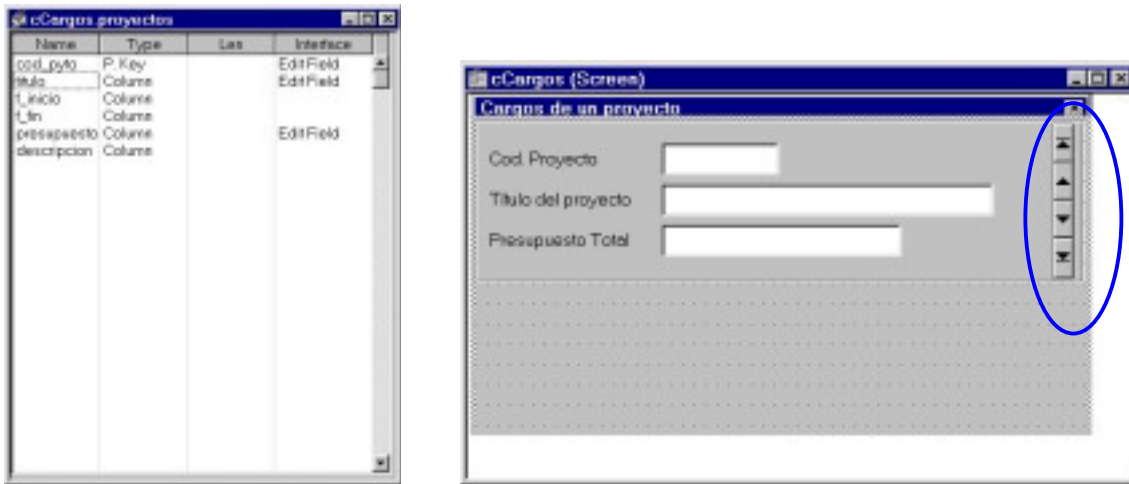 cCargos.proyectos
Name Type Len Interface
cod_pyto P. Key EditField
titulo Column EditField
f_inicio Column
f_fin Column
presupuesto Column EditField
descripcion Column
cCargos (Screen)
Cargos de un proyecto
Cod. Proyecto
Título del proyecto
Presupuesto Total